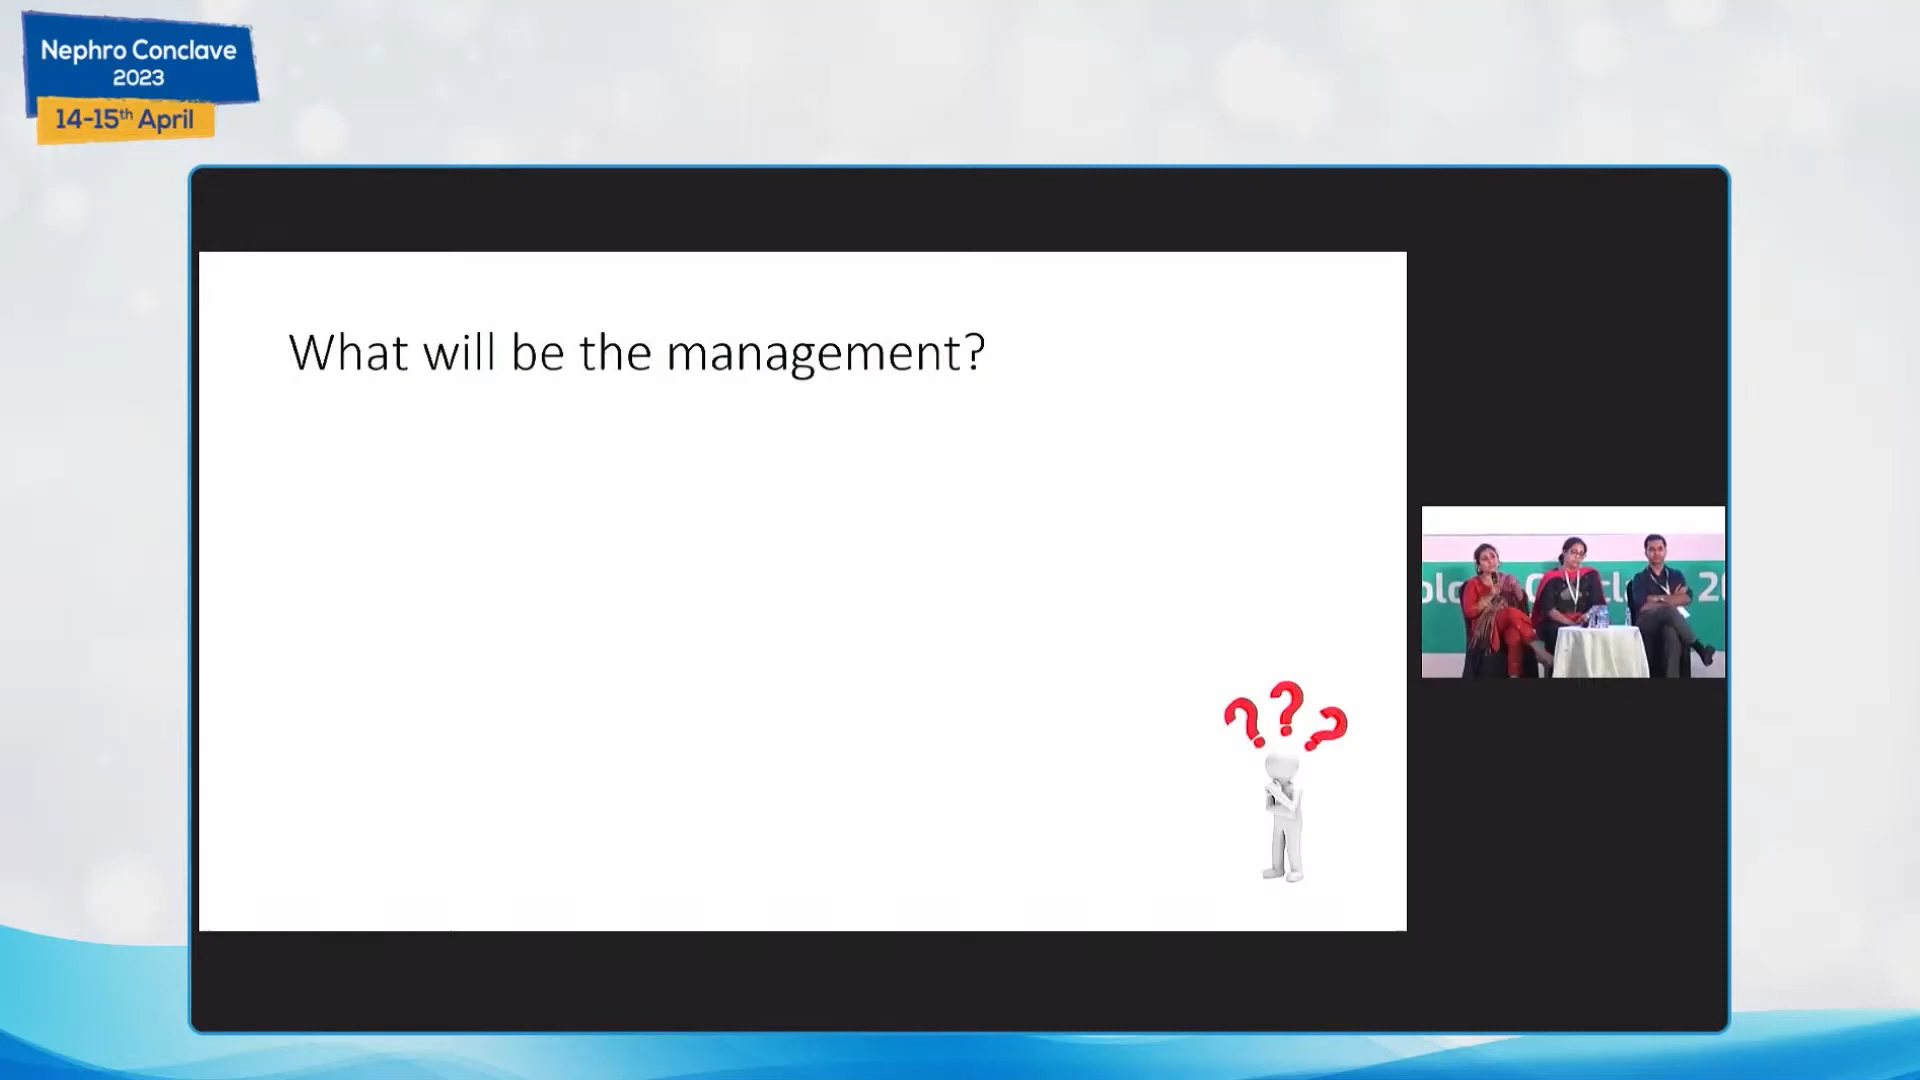 Nephro Conclave
2023
14-15th April
What will be the management?
???